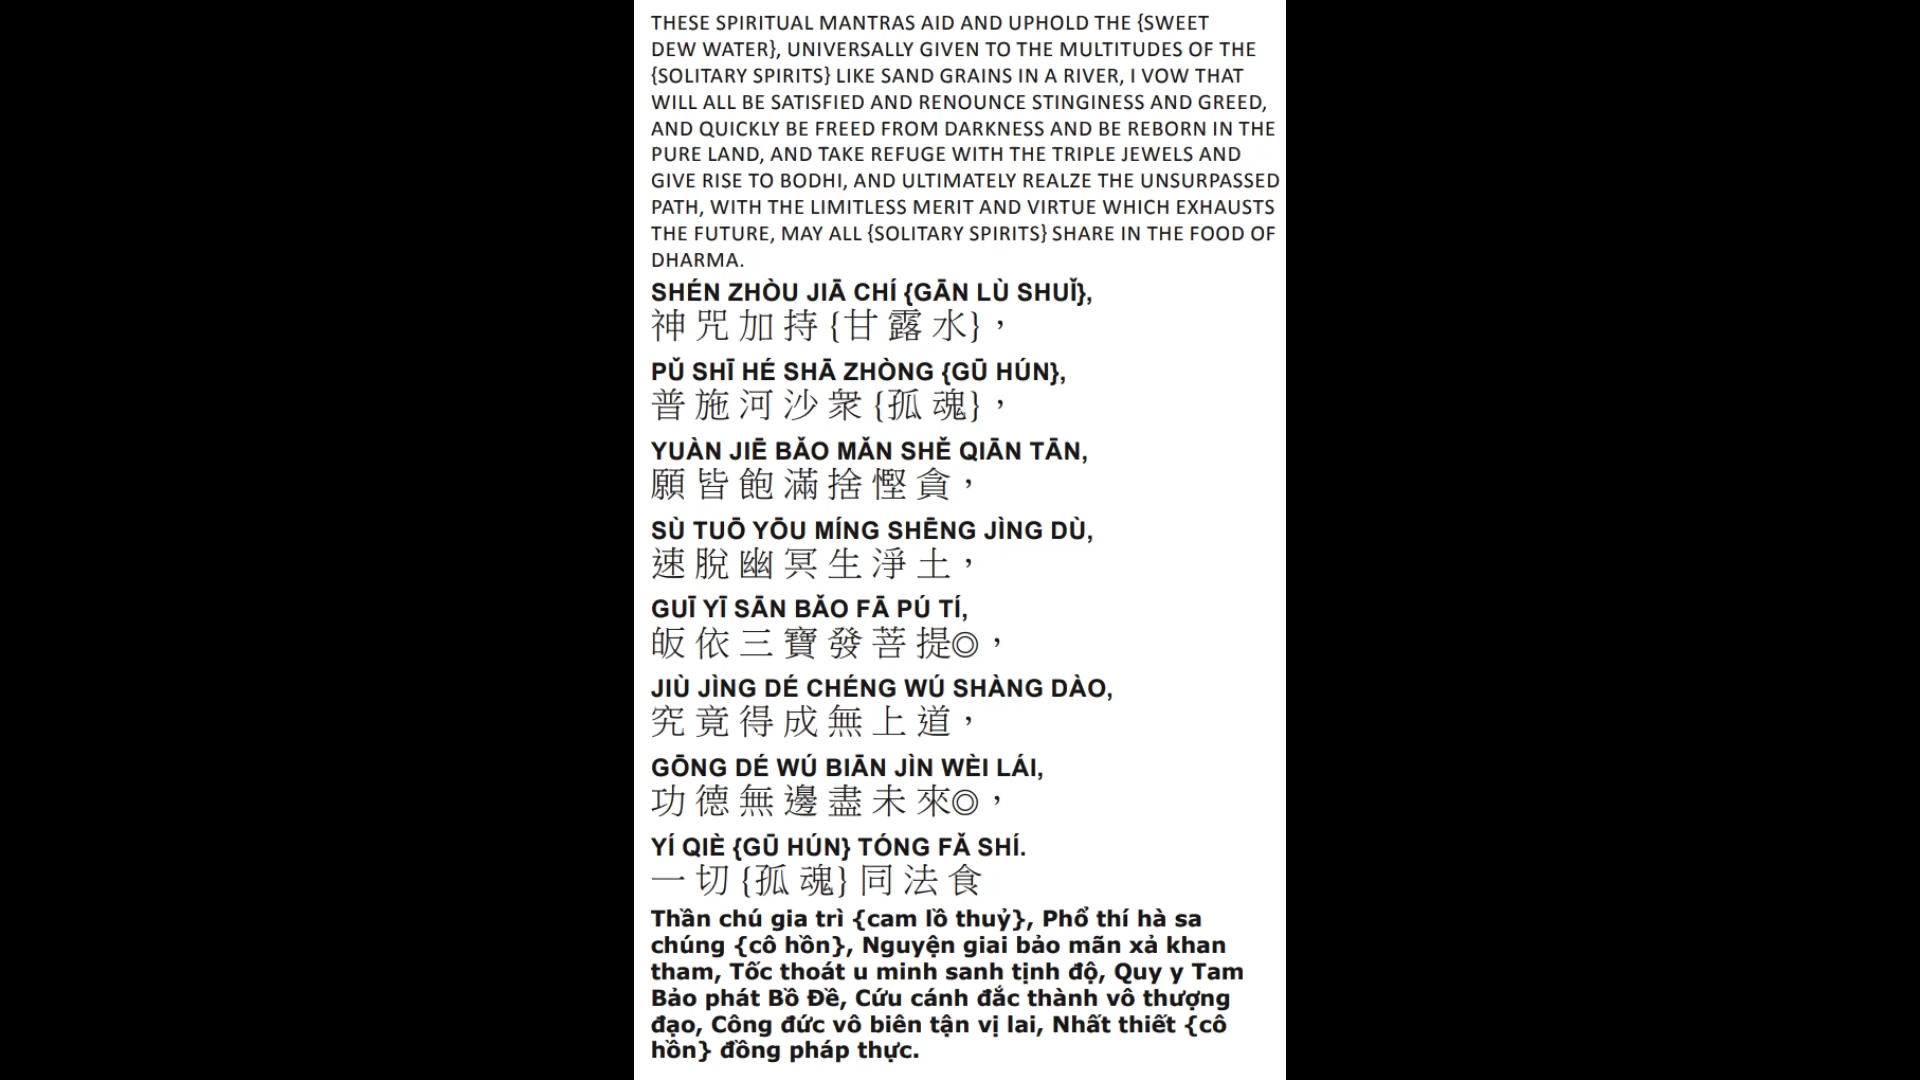 THESE SPIRITUAL MANTRAS AID AND UPHOLD THE {SWEET
DEW WATER}, UNIVERSALLY GIVEN TO THE MULTITUDES OF THE
{SOLITARY SPIRITS} LIKE SAND GRAINS IN A RIVER, I VOW THAT
WILL ALL BE SATISFIED AND RENOUNCE STINGINESS AND GREED,
AND QUICKLY BE FREED FROM DARKNESS AND BE REBORN IN THE
PURE LAND, AND TAKE REFUGE WITH THE TRIPLE JEWELS AND
GIVE RISE TO BODHI, AND ULTIMATELY REALZE THE UNSURPASSED
PATH, WITH THE LIMITLESS MERIT AND VIRTUE WHICH EXHAUSTS
THE FUTURE, MAY ALL {SOLITARY SPIRITS} SHARE IN THE FOOD OF
DHARMA.
SHÉN ZHÒU JIĀ CHÍ {GĀN LÙ SHUǏ},
神咒加持{甘露水}，
PǓ SHĪ HÉ SHĀ ZHÒNG {GŪ HÚN},
普施河沙衆{孤魂}，
YUÀN JIĒ BǍO MǍN SHĚ QIĀN TĀN,
願皆飽滿捨慳貪，
SÙ TUŌ YŌU MÍNG SHĒNG JÌNG DÙ,
速脫幽冥生淨土，
GUĪ YĪ SĀN BǍO FĀ PÚ TÍ,
皈依三寶發菩提◎，
JIÙ JÌNG DÉ CHÉNG WÚ SHÀNG DÀO,
究竟得成無上道，
GŌNG DÉ WÚ BIĀN JÌN WÈI LÁI,
功德無邊盡未來◎，
YÍ QIÈ {GŪ HÚN} TÓNG FǍ SHÍ.
一切{孤魂}同法食
Thần chú gia trì {cam lồ thuỷ}, Phổ thí hà sa
chúng {cô hồn}, Nguyện giai bảo mãn xả khan
tham, Tốc thoát u minh sanh tịnh độ, Quy y Tam
Bảo phát Bồ Đề, Cứu cánh đắc thành vô thượng
đạo, Công đức vô biên tận vị lai, Nhất thiết {cô
hồn} đồng pháp thực.